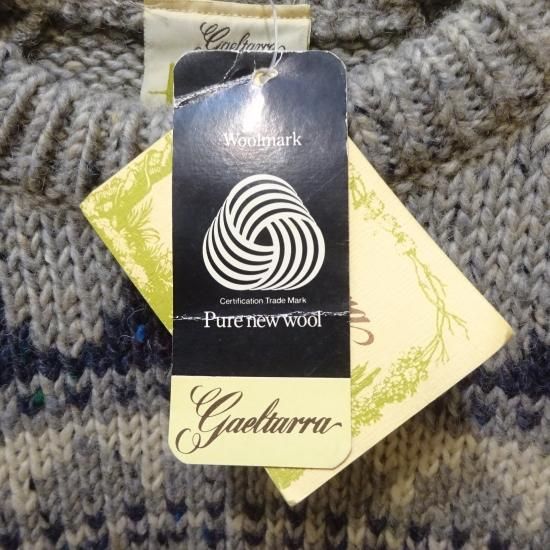 Gaeltarra
Woolmark
Certification Trade Mark
Pure new wool
Gaeltarra